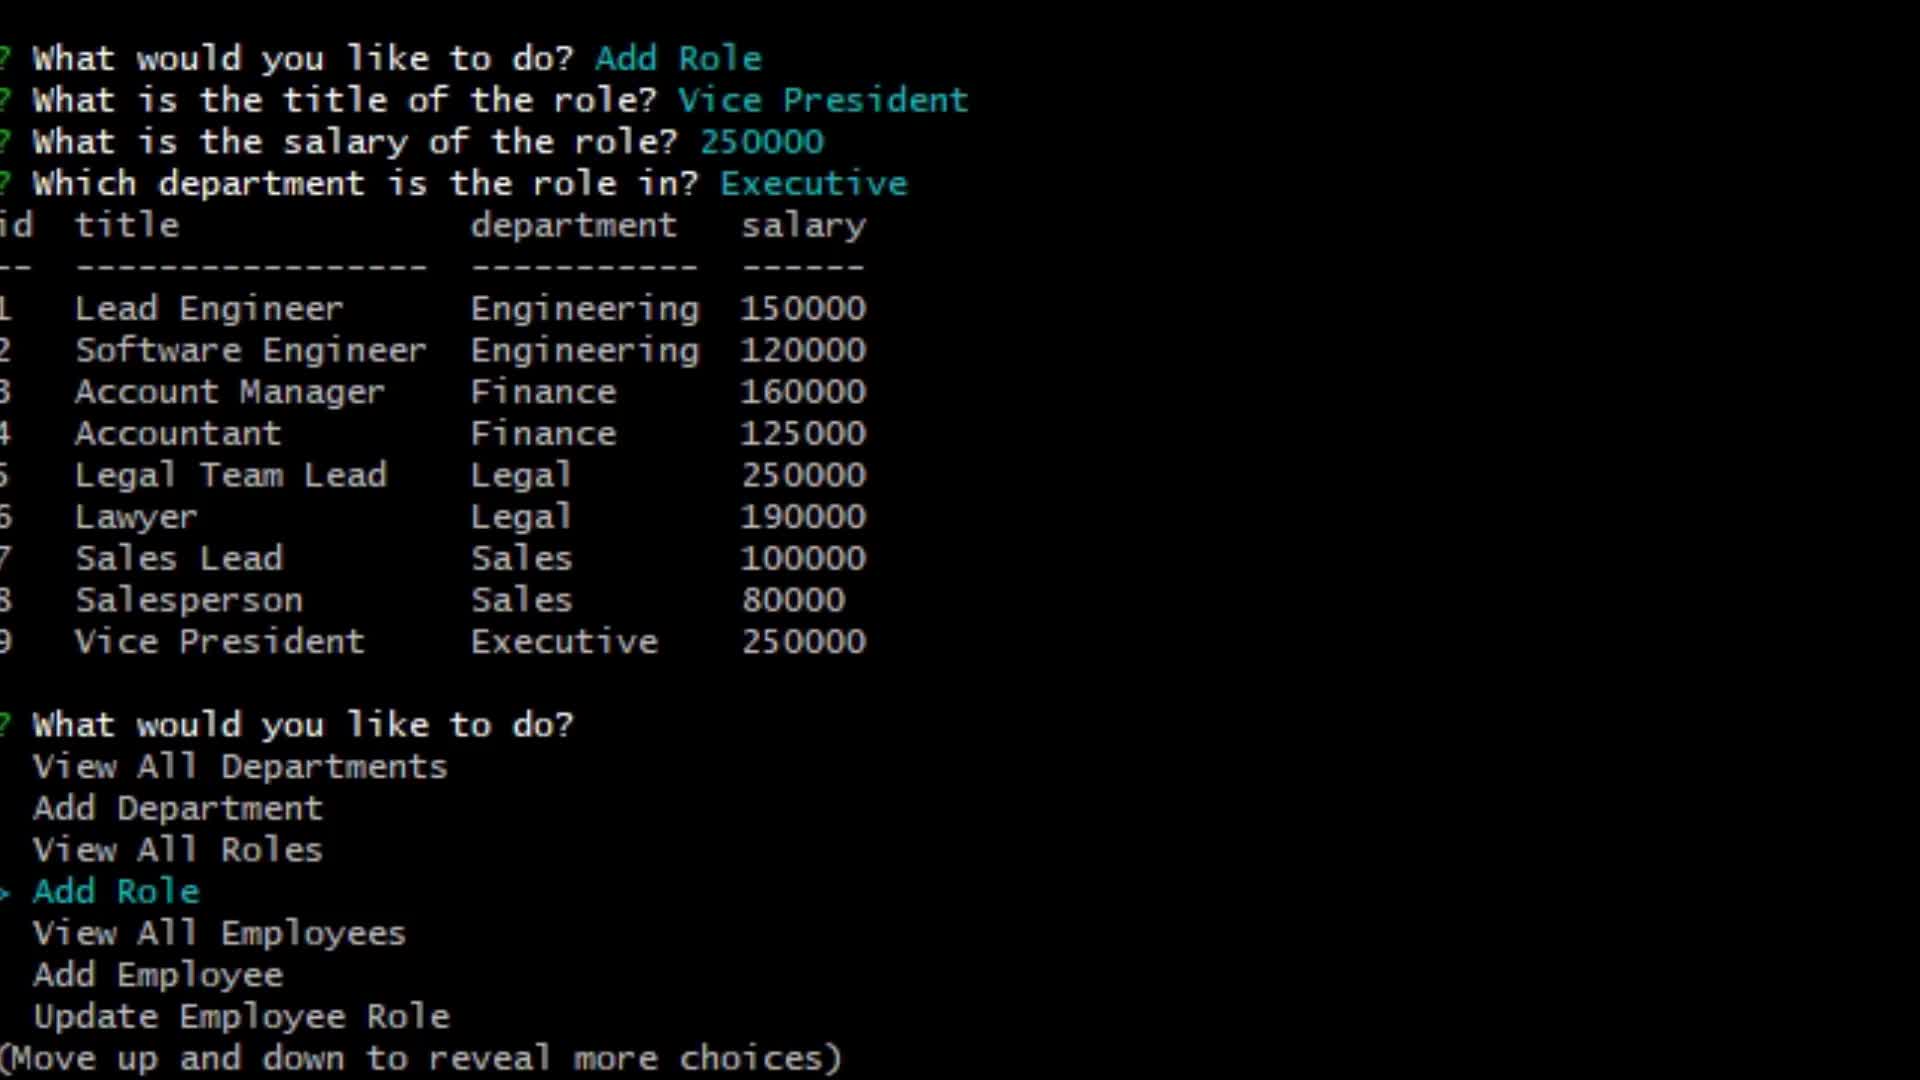 ? What would you like to do? Add Role
? What is the title of the role? Vice President
? What is the salary of the role? 250000
? Which department is the role in? Executive
id  title              department   salary
--  -----------------  -----------  ------
1   Lead Engineer      Engineering  150000
2   Software Engineer  Engineering  120000
3   Account Manager    Finance      160000
4   Accountant         Finance      125000
5   Legal Team Lead    Legal        250000
6   Lawyer             Legal        190000
7   Sales Lead         Sales        100000
8   Salesperson        Sales        80000
9   Vice President     Executive    250000
? What would you like to do?
View All Departments
Add Department
View All Roles
> Add Role
View All Employees
Add Employee
Update Employee Role
(Move up and down to reveal more choices)